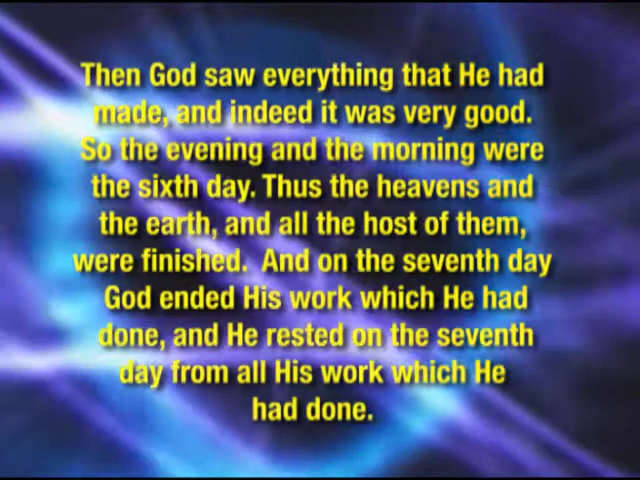 Then God saw everything that He had
made, and indeed it was very good.
So the evening and the morning were
the sixth day. Thus the heavens and
the earth, and all the host of them,
were finished.  And on the seventh day
God ended His work which He had
done, and He rested on the seventh
day from all His work which He
had done.